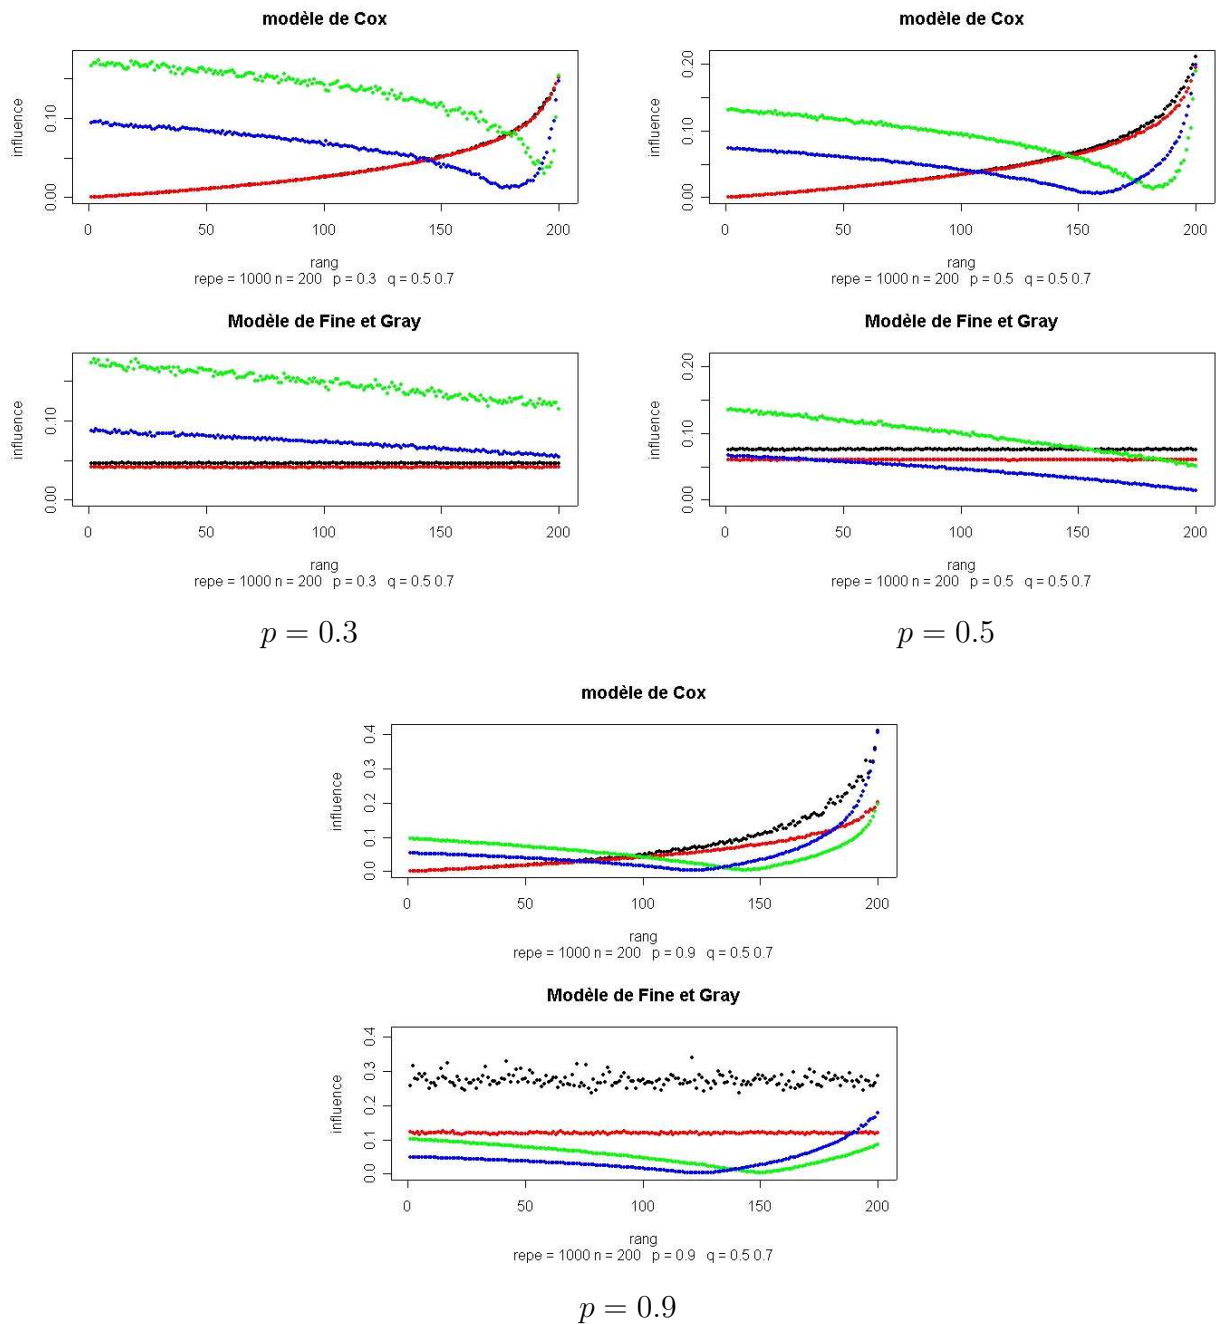 modèle de Cox
influence
0.00 0.10
0 50 100 150 200
rang
repe = 1000 n = 200 p = 0.3 q = 0.5 0.7
Modèle de Fine et Gray
influence
0.00 0.10
0 50 100 150 200
rang
repe = 1000 n = 200 p = 0.3 q = 0.5 0.7
p = 0.3
modèle de Cox
influence
0.00 0.10 0.20
0 50 100 150 200
rang
repe = 1000 n = 200 p = 0.5 q = 0.5 0.7
Modèle de Fine et Gray
influence
0.00 0.10 0.20
0 50 100 150 200
rang
repe = 1000 n = 200 p = 0.5 q = 0.5 0.7
p = 0.5
modèle de Cox
influence
0.0 0.1 0.2 0.3 0.4
0 50 100 150 200
rang
repe = 1000 n = 200 p = 0.9 q = 0.5 0.7
Modèle de Fine et Gray
influence
0.0 0.1 0.2 0.3 0.4
0 50 100 150 200
rang
repe = 1000 n = 200 p = 0.9 q = 0.5 0.7
p = 0.9